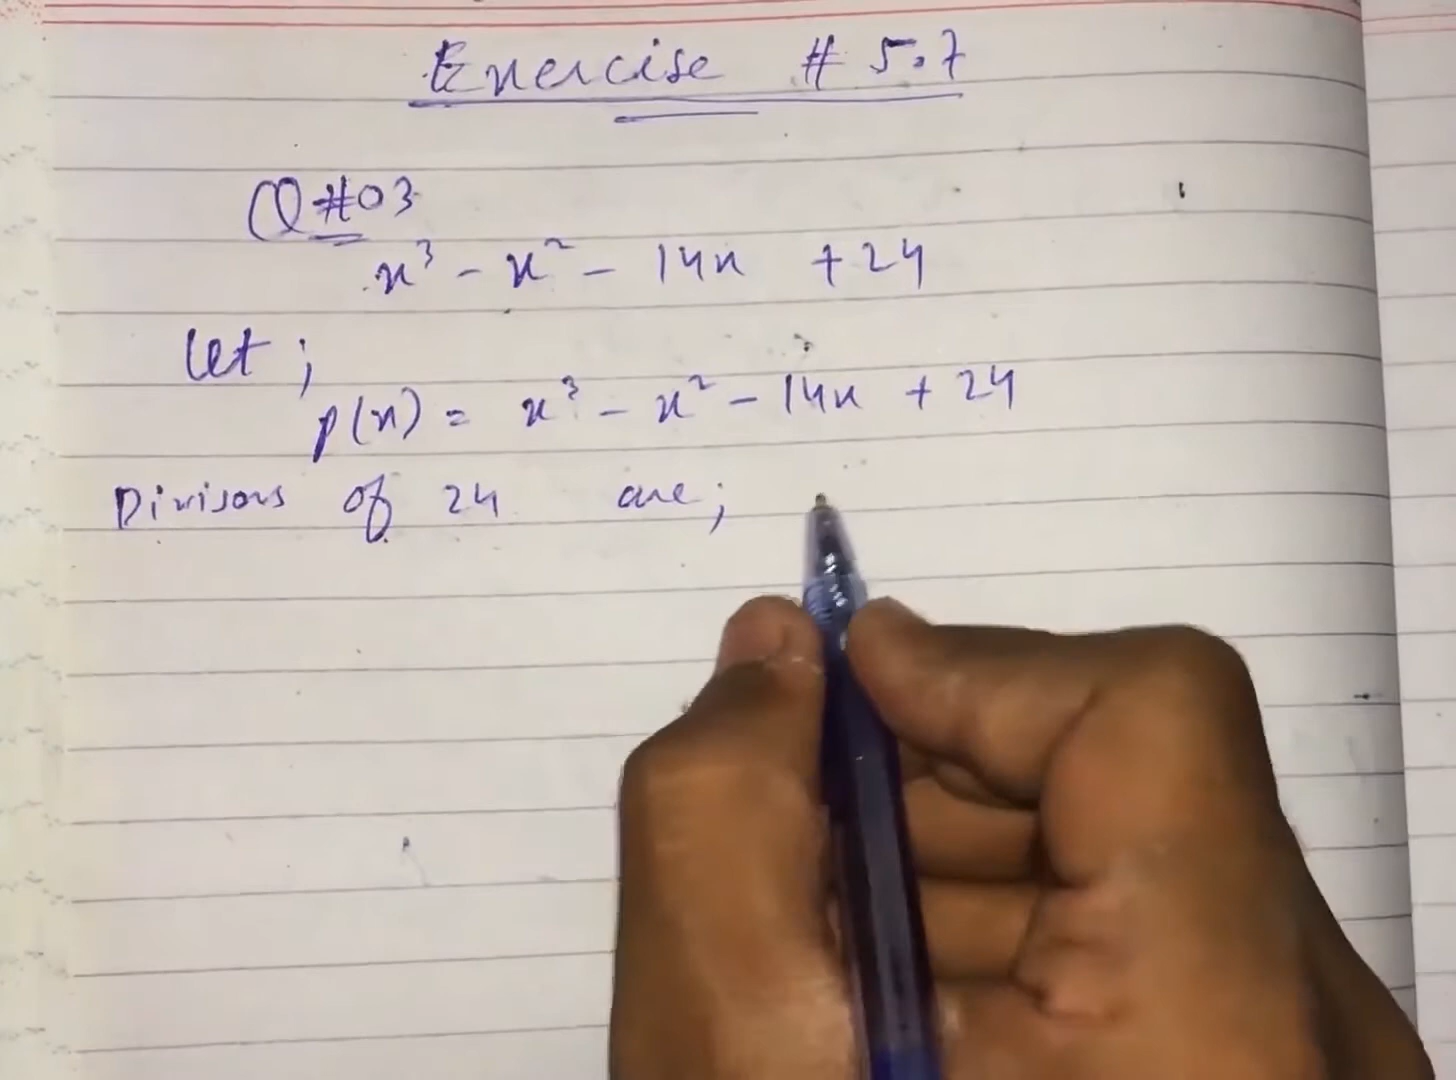 Exercise # 5.7
Q#03
x³ - x² - 14x + 24
let ;
p(x) = x³ - x² - 14x + 24
Divisors of 24 are;